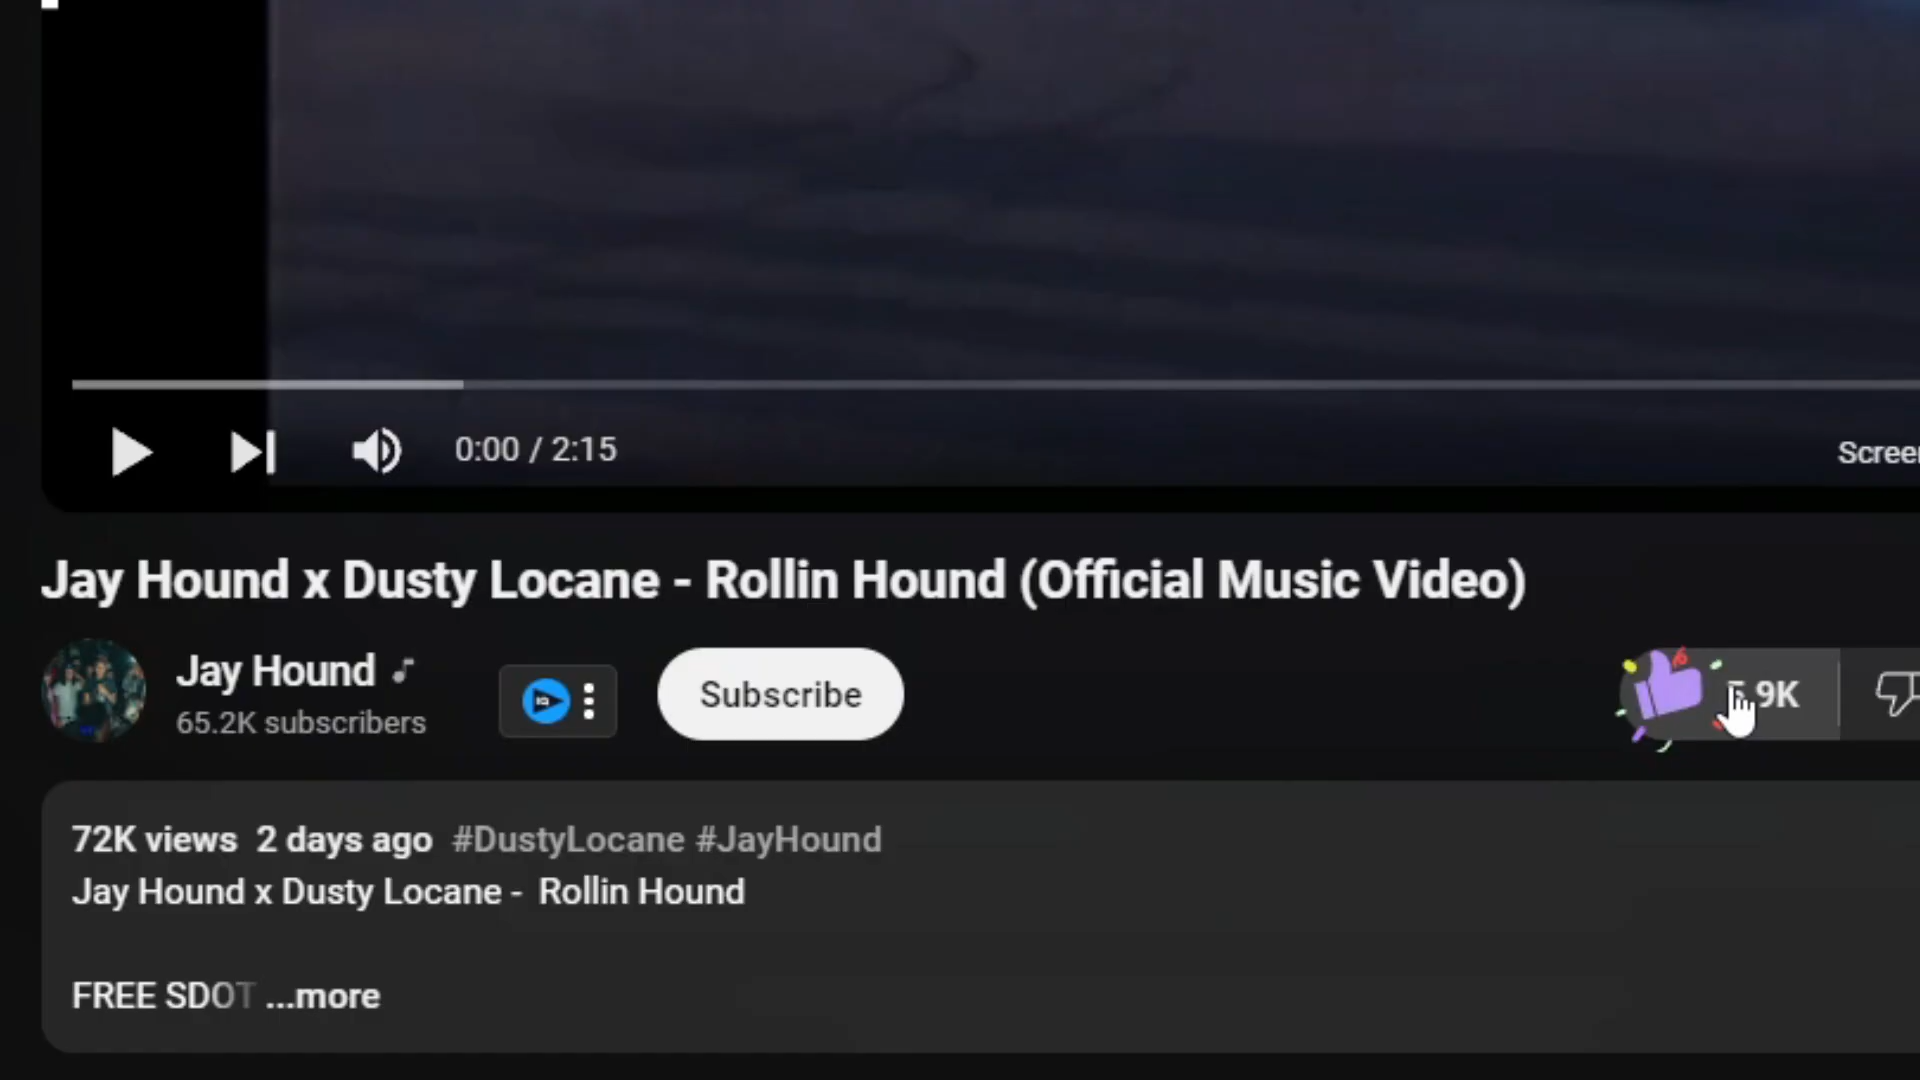 0:00 / 2:15
Jay Hound x Dusty Locane - Rollin Hound (Official Music Video)
Jay Hound
65.2K subscribers
Subscribe
.9K
72K views 2 days ago #DustyLocane #JayHound
Jay Hound x Dusty Locane - Rollin Hound
FREE SDOT ...more